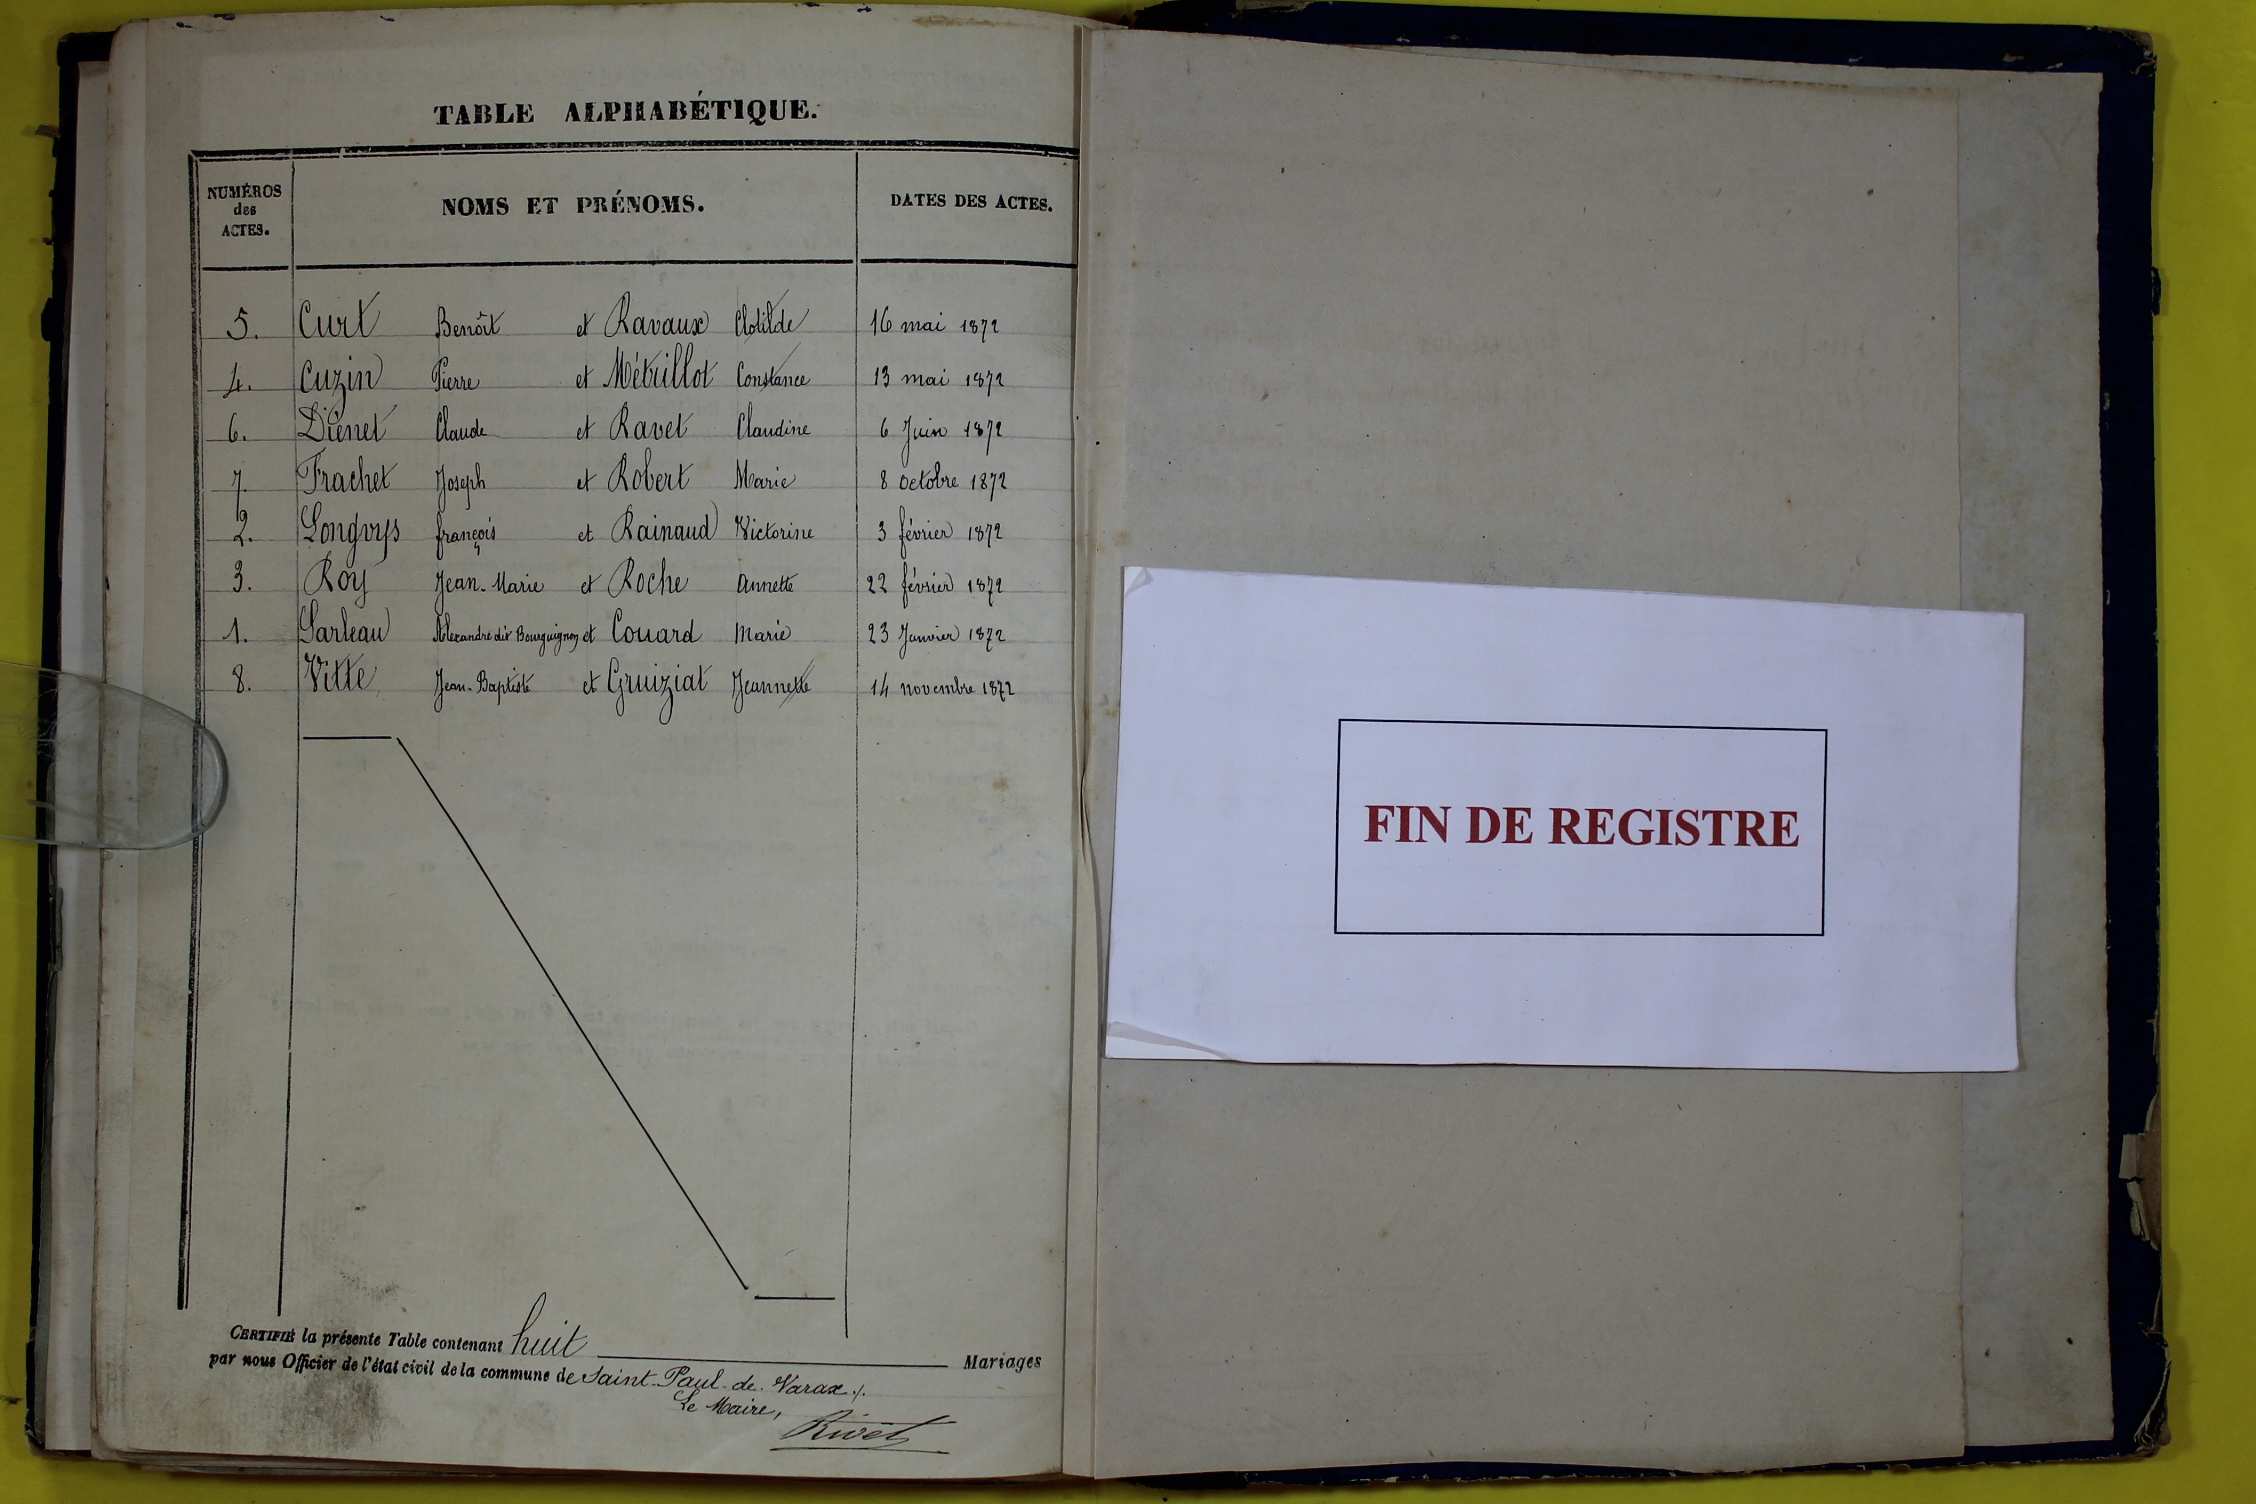 TABLE ALPHABÉTIQUE.
NUMÉROS des ACTES. NOMS ET PRÉNOMS. DATES DES ACTES.
5. Curt Benoît et Ravaux Clotilde 16 mai 1872
4. Cuzin Pierre et Métrillot Constance 13 mai 1872
6. Diénet Claude et Ravet Claudine 6 Juin 1872
7. Frachet Joseph et Robert Marie 8 octobre 1872
2. Longvys françois et Rainaud Victorine 3 février 1872
3. Roy Jean-Marie et Roche Annette 22 février 1872
1. Sarleau Alexandre dit Bourguignon et Couard Marie 23 Janvier 1872
8. Vitte Jean-Baptiste et Gruiziat Jeannette 14 novembre 1872
CERTIFIÉ la présente Table contenant huit Mariages
par nous Officier de l'état civil de la commune de Saint-Paul-de-Varax ./.
Le Maire,
Rivet
FIN DE REGISTRE